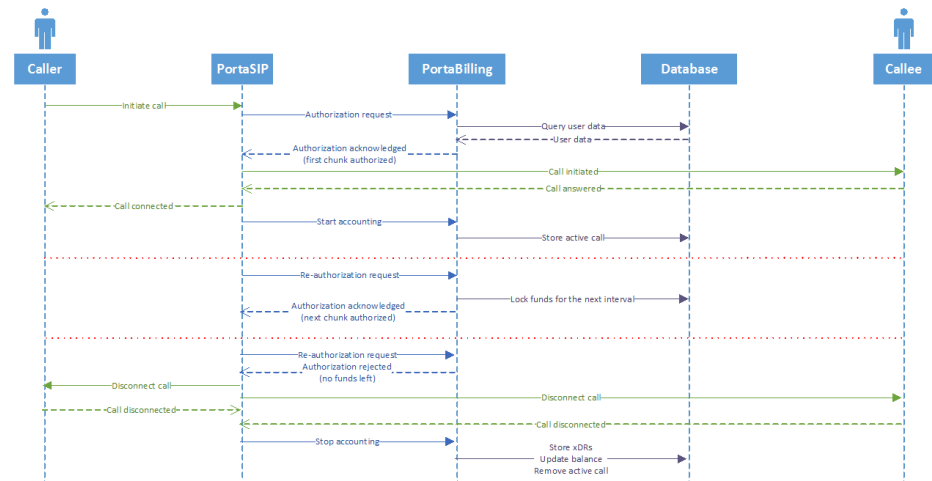 Caller
PortaSIP
PortaBilling
Database
Callee
Initiate call
Authorization request
Query user data
User data
Authorization acknowledged
(first chunk authorized)
Call initiated
Call answered
Call connected
Start accounting
Store active call
Re-authorization request
Lock funds for the next interval
Authorization acknowledged
(next chunk authorized)
Re-authorization request
Authorization rejected
(no funds left)
Disconnect call
Disconnect call
Call disconnected
Call disconnected
Stop accounting
Store xDRs
Update balance
Remove active call